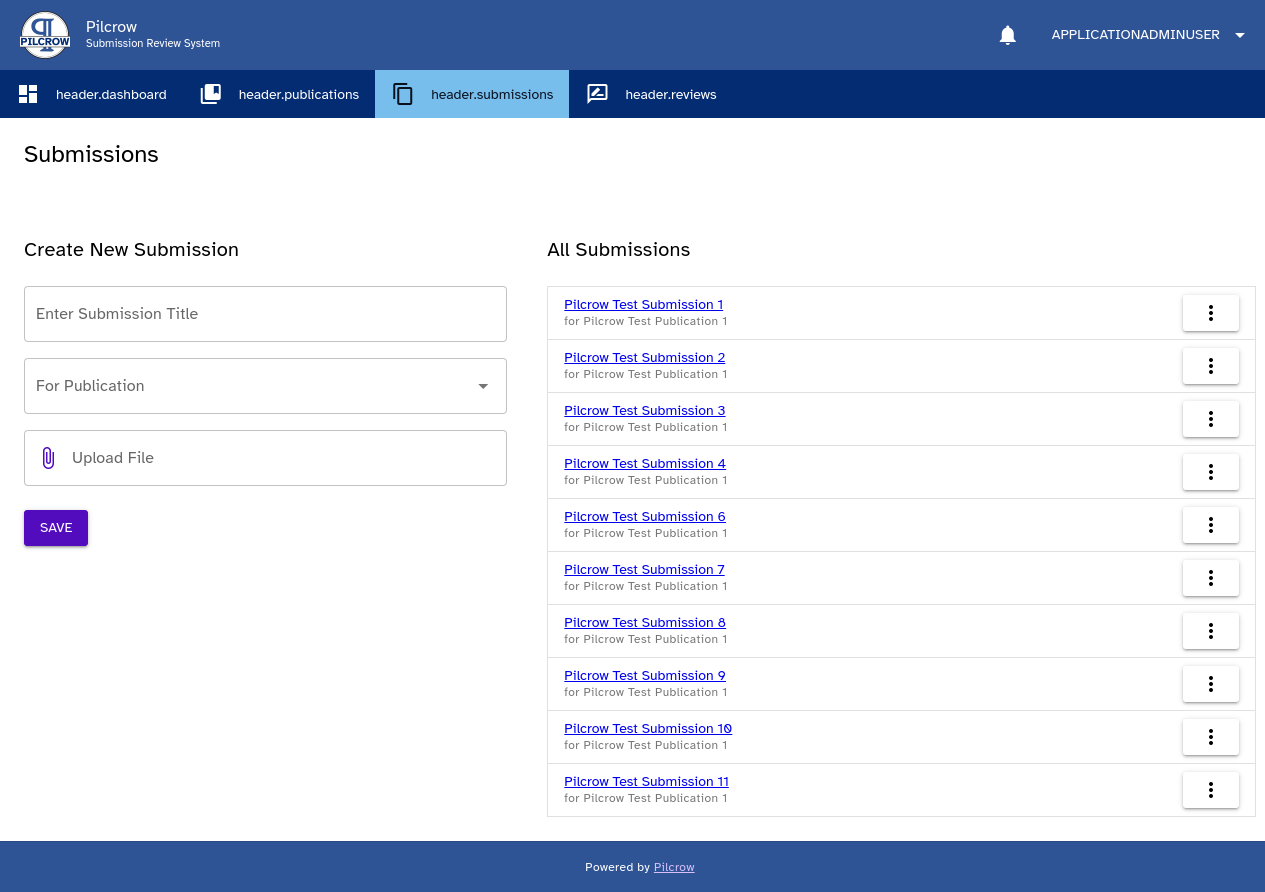 PILCROW
Pilcrow
Submission Review System
APPLICATIONADMINUSER
header.dashboard
header.publications
header.submissions
header.reviews
Submissions
Create New Submission
Enter Submission Title
For Publication
Upload File
SAVE
All Submissions
Pilcrow Test Submission 1
for Pilcrow Test Publication 1
Pilcrow Test Submission 2
for Pilcrow Test Publication 1
Pilcrow Test Submission 3
for Pilcrow Test Publication 1
Pilcrow Test Submission 4
for Pilcrow Test Publication 1
Pilcrow Test Submission 6
for Pilcrow Test Publication 1
Pilcrow Test Submission 7
for Pilcrow Test Publication 1
Pilcrow Test Submission 8
for Pilcrow Test Publication 1
Pilcrow Test Submission 9
for Pilcrow Test Publication 1
Pilcrow Test Submission 10
for Pilcrow Test Publication 1
Pilcrow Test Submission 11
for Pilcrow Test Publication 1
Powered by Pilcrow